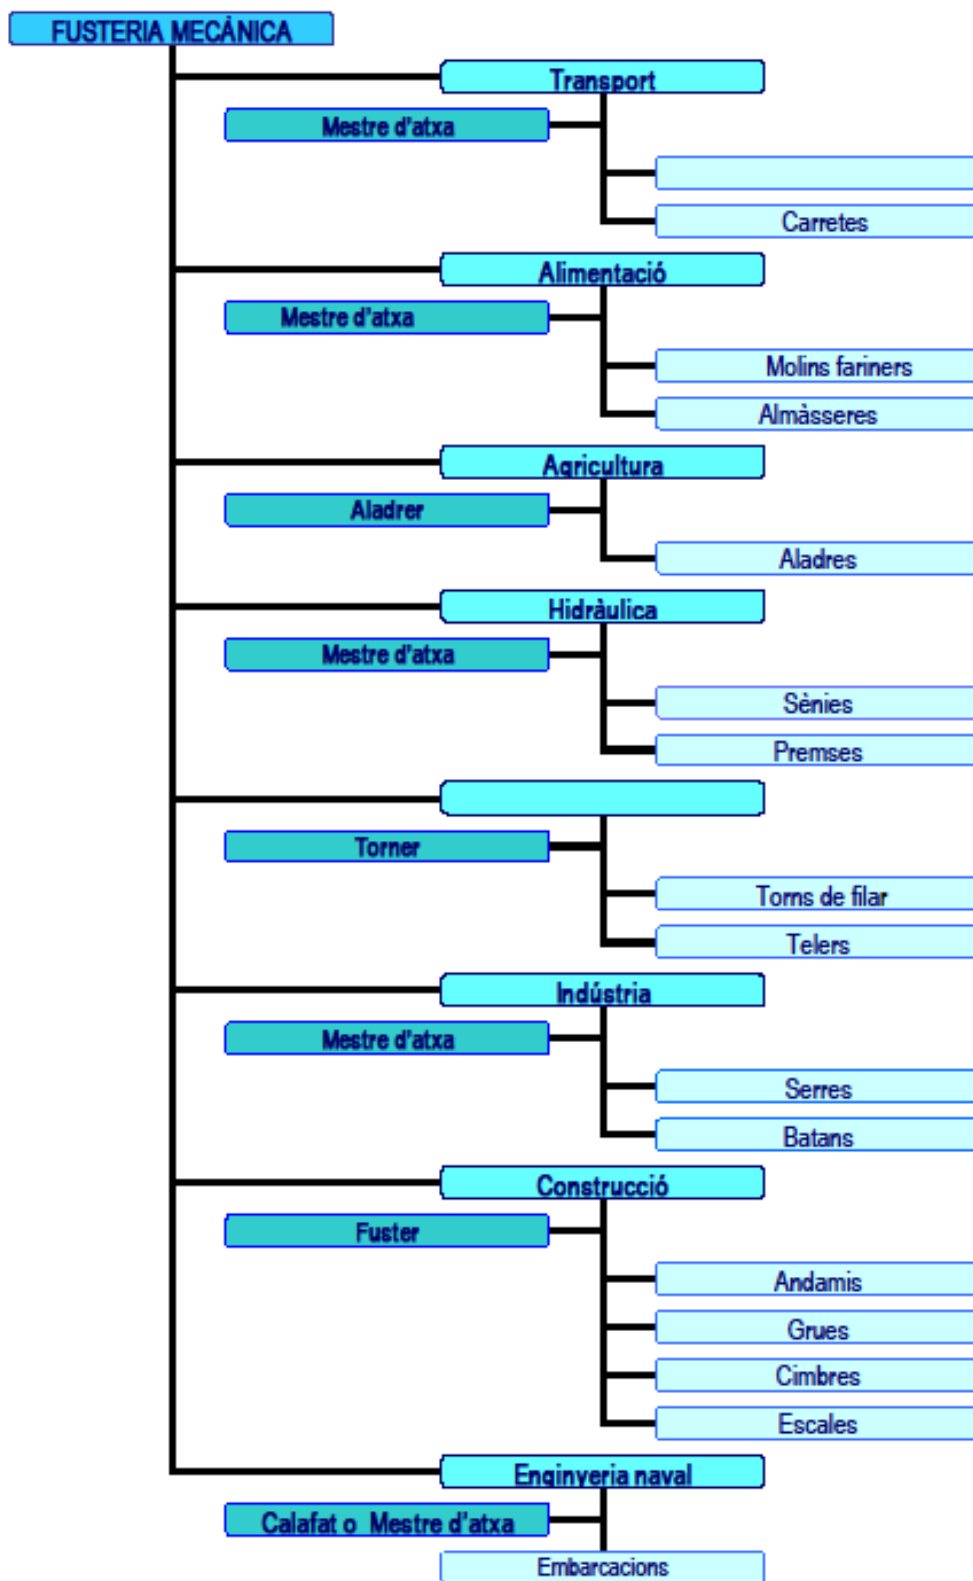 FUSTERIA MECÀNICA
Transport
Mestre d'atxa
Carretes
Alimentació
Mestre d'atxa
Molins fariners
Almàsseres
Agricultura
Aladrer
Aladres
Hidràulica
Mestre d'atxa
Sènies
Premses
Torner
Torns de filar
Telers
Indústria
Mestre d'atxa
Serres
Batans
Construcció
Fuster
Andamis
Grues
Cimbres
Escales
Enginyeria naval
Calafat o Mestre d'atxa
Embarcacions